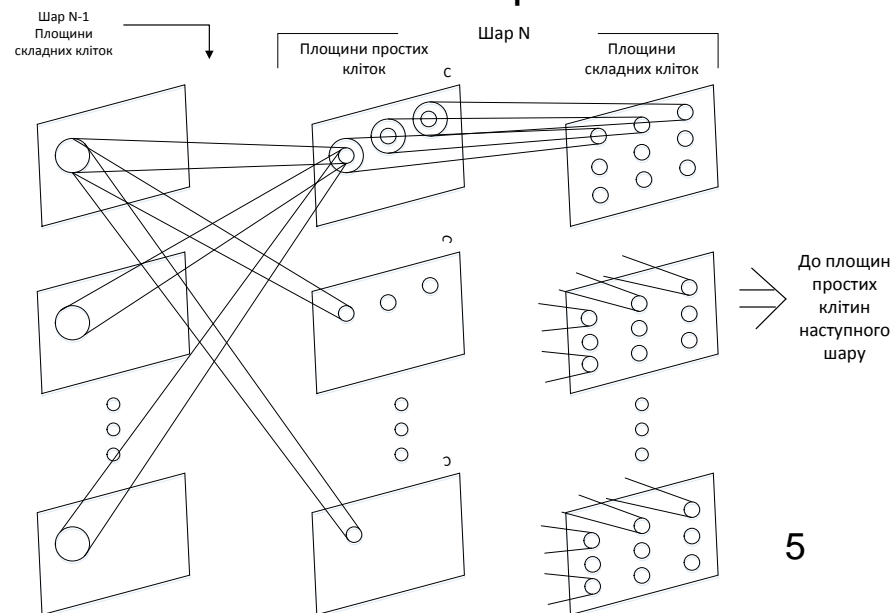 Шар N-1
Площини
складних кліток
Шар N
Площини простих
кліток
Площини
складних кліток
С
С
С
До площин
простих
клітин
наступного
шару
5